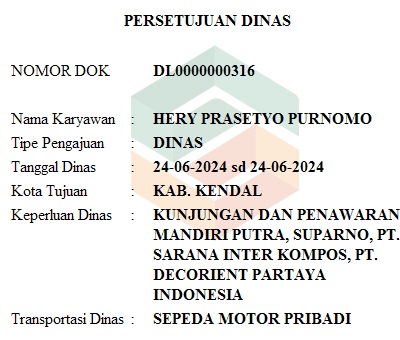 PERSETUJUAN DINAS
NOMOR DOK DL0000000316
Nama Karyawan : HERY PRASETYO PURNOMO
Tipe Pengajuan : DINAS
Tanggal Dinas : 24-06-2024 sd 24-06-2024
Kota Tujuan : KAB. KENDAL
Keperluan Dinas : KUNJUNGAN DAN PENAWARAN
MANDIRI PUTRA, SUPARNO, PT.
SARANA INTER KOMPOS, PT.
DECORIENT PARTAYA
INDONESIA
Transportasi Dinas : SEPEDA MOTOR PRIBADI